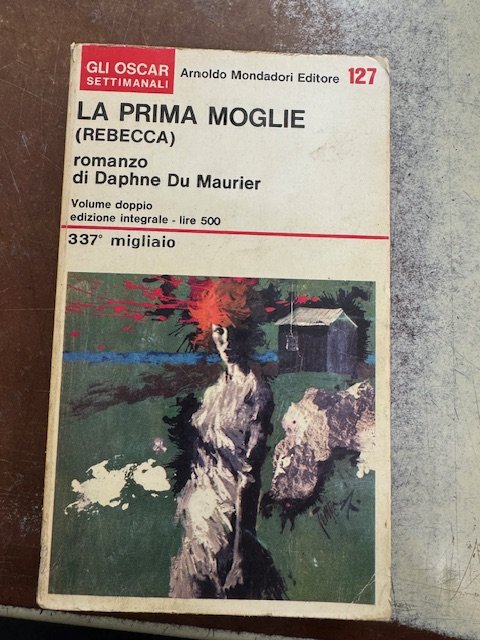 GLI OSCAR
SETTIMANALI
Arnoldo Mondadori Editore 127
LA PRIMA MOGLIE
(REBECCA)
romanzo
di Daphne Du Maurier
Volume doppio
edizione integrale - lire 500
337° migliaio